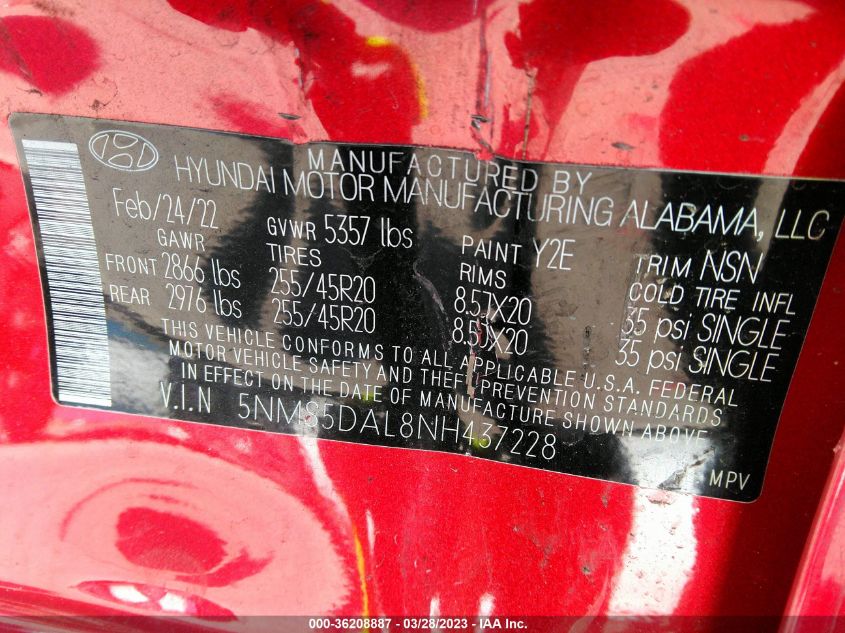 MANUFACTURED BY
HYUNDAI MOTOR MANUFACTURING ALABAMA, LLC
Feb/24/22 GVWR 5357 lbs PAINT Y2E TRIM NSN
GAWR TIRES RIMS COLD TIRE INFL
FRONT 2866 lbs 255/45R20 8.5JX20 35 psi SINGLE
REAR 2976 lbs 255/45R20 8.5JX20 35 psi SINGLE
THIS VEHICLE CONFORMS TO ALL APPLICABLE U.S.A. FEDERAL
MOTOR VEHICLE SAFETY AND THEFT PREVENTION STANDARDS
IN EFFECT ON THE DATE OF MANUFACTURE SHOWN ABOVE
V.I.N 5NMS5DAL8NH437228
MPV
000-36208887 — 03/28/2023 — IAA Inc.